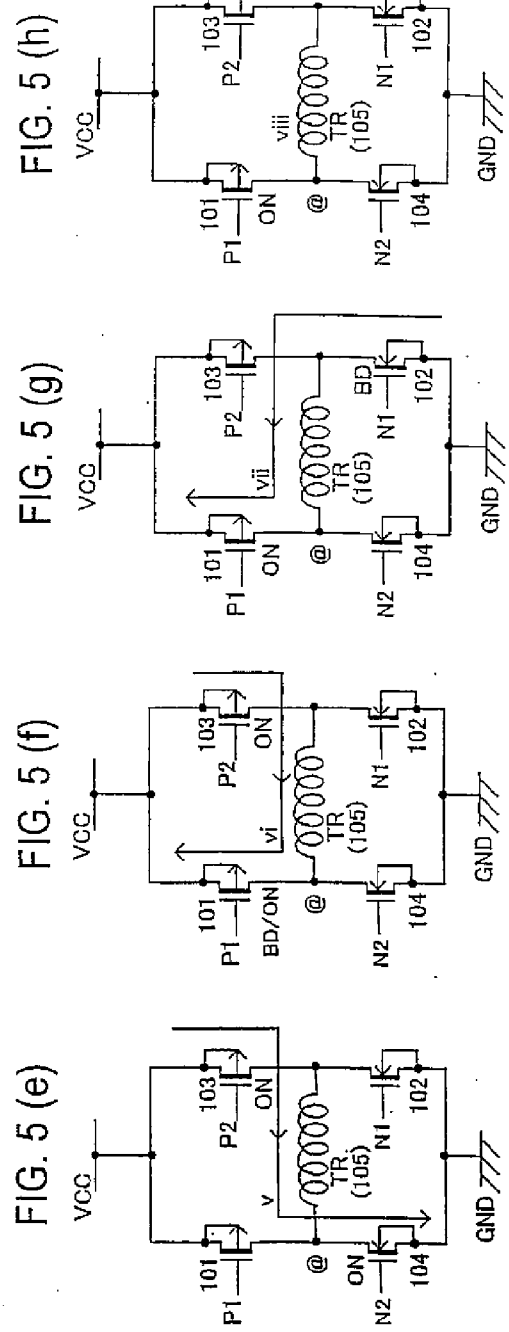 FIG. 5 (e)
VCC
101
P1
103
P2
ON
v
@
TR.
(105)
ON
N2
104
N1
102
GND
FIG. 5 (f)
VCC
101
P1
BD/ON
103
P2
ON
vi
@
TR
(105)
N2
104
N1
102
GND
FIG. 5 (g)
VCC
101
P1
ON
103
P2
vii
@
TR
(105)
N2
104
BD
N1
102
GND
FIG. 5 (h)
VCC
101
P1
ON
103
P2
viii
@
TR
(105)
N2
104
N1
102
GND